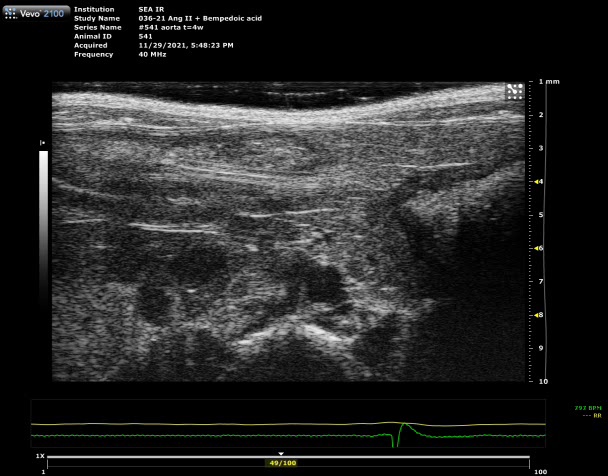 Vevo 2100
Institution SEA IR
Study Name 036-21 Ang II + Bempedoic acid
Series Name #541 aorta t=4w
Animal ID 541
Acquired 11/29/2021, 5:48:23 PM
Frequency 40 MHz
1 mm
2
3
4
5
6
7
8
9
10
292 BPM
--- RR
1X
49/100
1
100